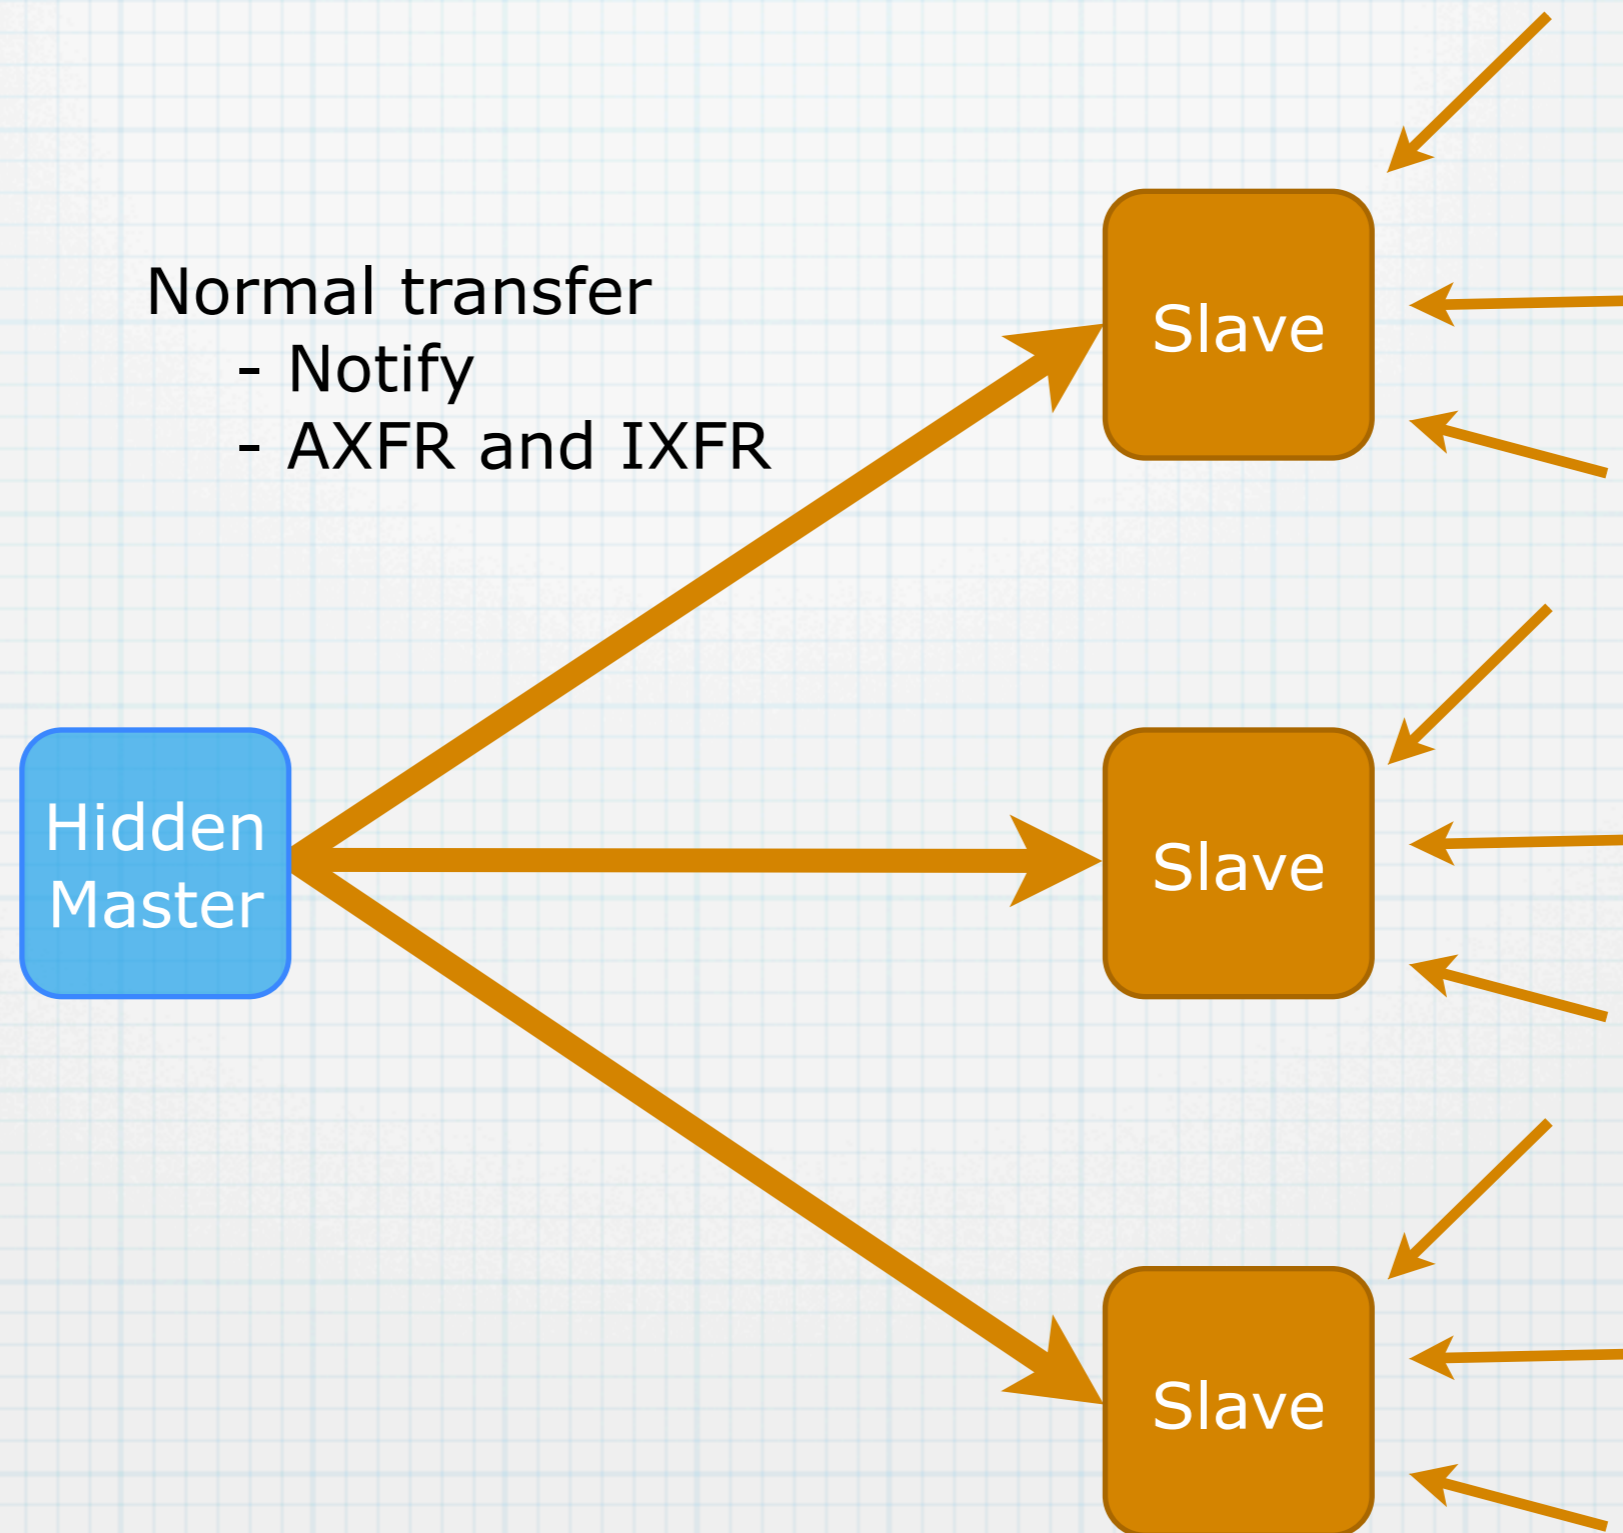 Normal transfer
- Notify
- AXFR and IXFR
Slave
Hidden
Master
Slave
Slave